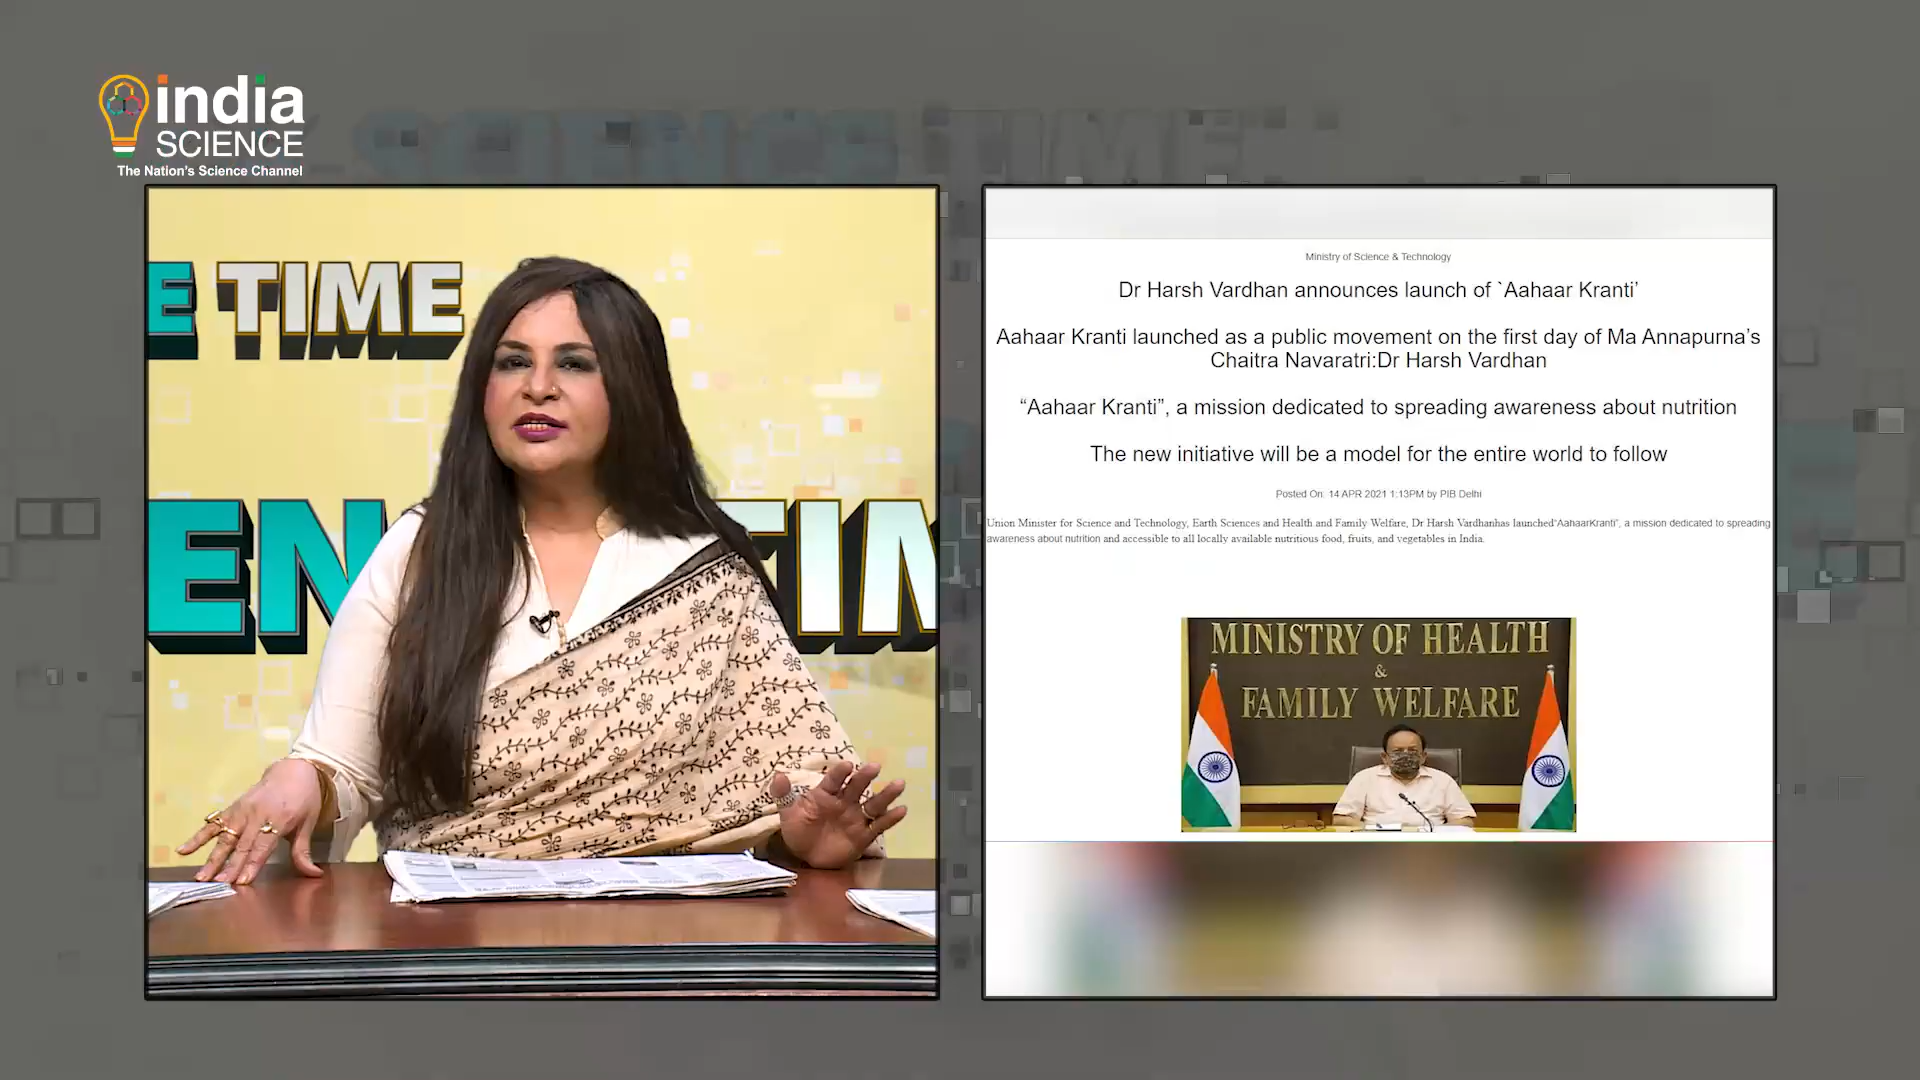 india
SCIENCE
The Nation's Science Channel
SCIENCE TIME
E TIME
EN TIM
Ministry of Science & Technology
Dr Harsh Vardhan announces launch of `Aahaar Kranti’
Aahaar Kranti launched as a public movement on the first day of Ma Annapurna’s
Chaitra Navaratri:Dr Harsh Vardhan
“Aahaar Kranti”, a mission dedicated to spreading awareness about nutrition
The new initiative will be a model for the entire world to follow
Posted On: 14 APR 2021 1:13PM by PIB Delhi
Union Minister for Science and Technology, Earth Sciences and Health and Family Welfare, Dr Harsh Vardhanhas launched“AahaarKranti”, a mission dedicated to spreading
awareness about nutrition and accessible to all locally available nutritious food, fruits, and vegetables in India.
MINISTRY OF HEALTH
&
FAMILY WELFARE